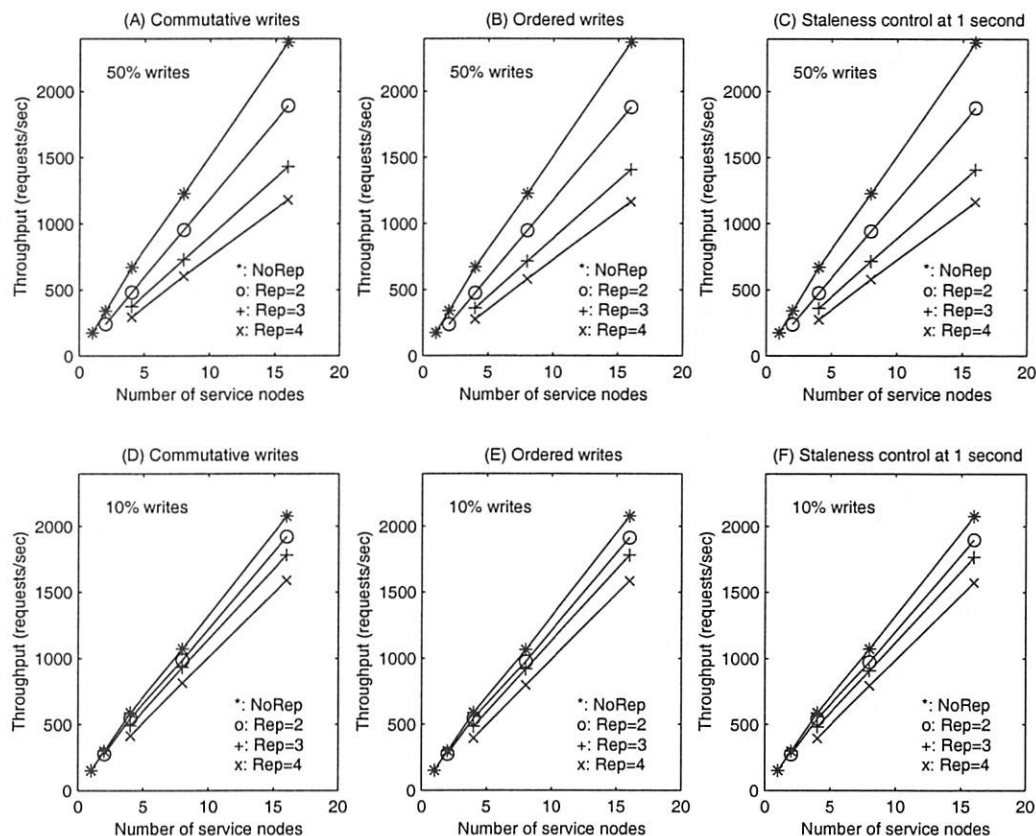 (A) Commutative writes
50% writes
Throughput (requests/sec)
2000
1500
1000
500
0
*: NoRep
o: Rep=2
+: Rep=3
x: Rep=4
0 5 10 15 20
Number of service nodes
(B) Ordered writes
50% writes
Throughput (requests/sec)
2000
1500
1000
500
0
*: NoRep
o: Rep=2
+: Rep=3
x: Rep=4
0 5 10 15 20
Number of service nodes
(C) Staleness control at 1 second
50% writes
Throughput (requests/sec)
2000
1500
1000
500
0
*: NoRep
o: Rep=2
+: Rep=3
x: Rep=4
0 5 10 15 20
Number of service nodes
(D) Commutative writes
10% writes
Throughput (requests/sec)
2000
1500
1000
500
0
*: NoRep
o: Rep=2
+: Rep=3
x: Rep=4
0 5 10 15 20
Number of service nodes
(E) Ordered writes
10% writes
Throughput (requests/sec)
2000
1500
1000
500
0
*: NoRep
o: Rep=2
+: Rep=3
x: Rep=4
0 5 10 15 20
Number of service nodes
(F) Staleness control at 1 second
10% writes
Throughput (requests/sec)
2000
1500
1000
500
0
*: NoRep
o: Rep=2
+: Rep=3
x: Rep=4
0 5 10 15 20
Number of service nodes